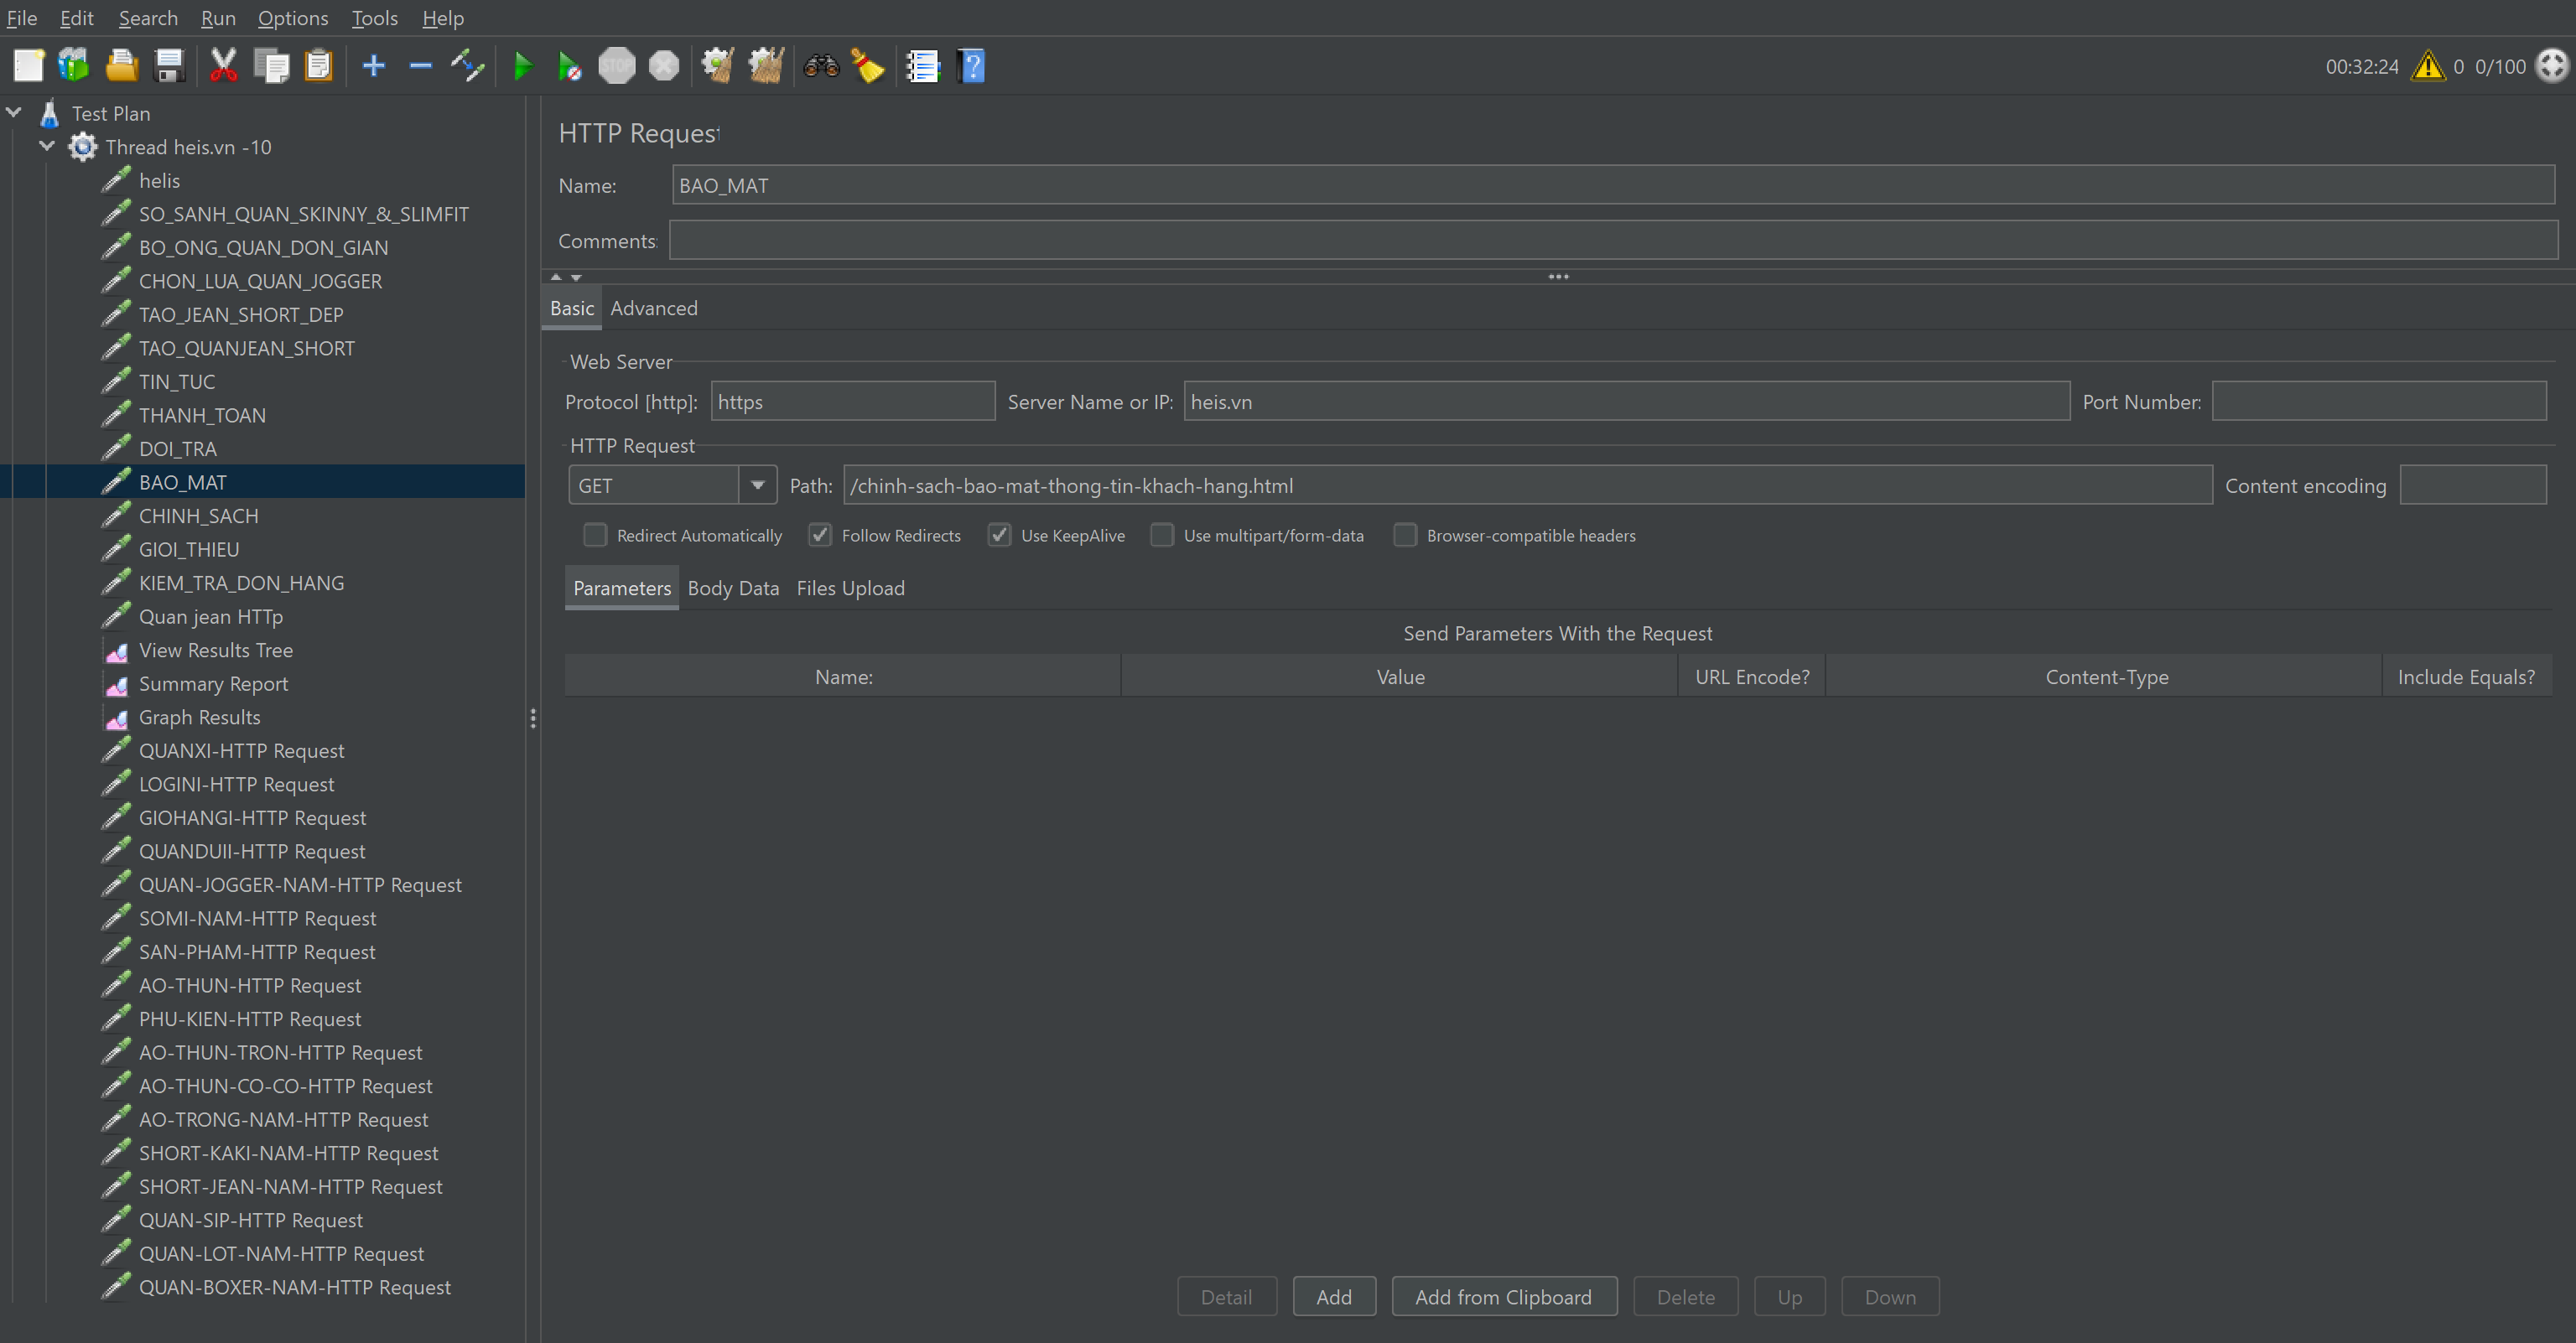 File Edit Search Run Options Tools Help
STOP
00:32:24 0 0/100
Test Plan
Thread heis.vn -10
helis
SO_SANH_QUAN_SKINNY_&_SLIMFIT
BO_ONG_QUAN_DON_GIAN
CHON_LUA_QUAN_JOGGER
TAO_JEAN_SHORT_DEP
TAO_QUANJEAN_SHORT
TIN_TUC
THANH_TOAN
DOI_TRA
BAO_MAT
CHINH_SACH
GIOI_THIEU
KIEM_TRA_DON_HANG
Quan jean HTTp
View Results Tree
Summary Report
Graph Results
QUANXI-HTTP Request
LOGINI-HTTP Request
GIOHANGI-HTTP Request
QUANDUII-HTTP Request
QUAN-JOGGER-NAM-HTTP Request
SOMI-NAM-HTTP Request
SAN-PHAM-HTTP Request
AO-THUN-HTTP Request
PHU-KIEN-HTTP Request
AO-THUN-TRON-HTTP Request
AO-THUN-CO-CO-HTTP Request
AO-TRONG-NAM-HTTP Request
SHORT-KAKI-NAM-HTTP Request
SHORT-JEAN-NAM-HTTP Request
QUAN-SIP-HTTP Request
QUAN-LOT-NAM-HTTP Request
QUAN-BOXER-NAM-HTTP Request
HTTP Request
Name: BAO_MAT
Comments:
Basic Advanced
Web Server
Protocol [http]: https Server Name or IP: heis.vn Port Number:
HTTP Request
GET Path: /chinh-sach-bao-mat-thong-tin-khach-hang.html Content encoding
Redirect Automatically Follow Redirects Use KeepAlive Use multipart/form-data Browser-compatible headers
Parameters Body Data Files Upload
Send Parameters With the Request
Name: Value URL Encode? Content-Type Include Equals?
Detail Add Add from Clipboard Delete Up Down